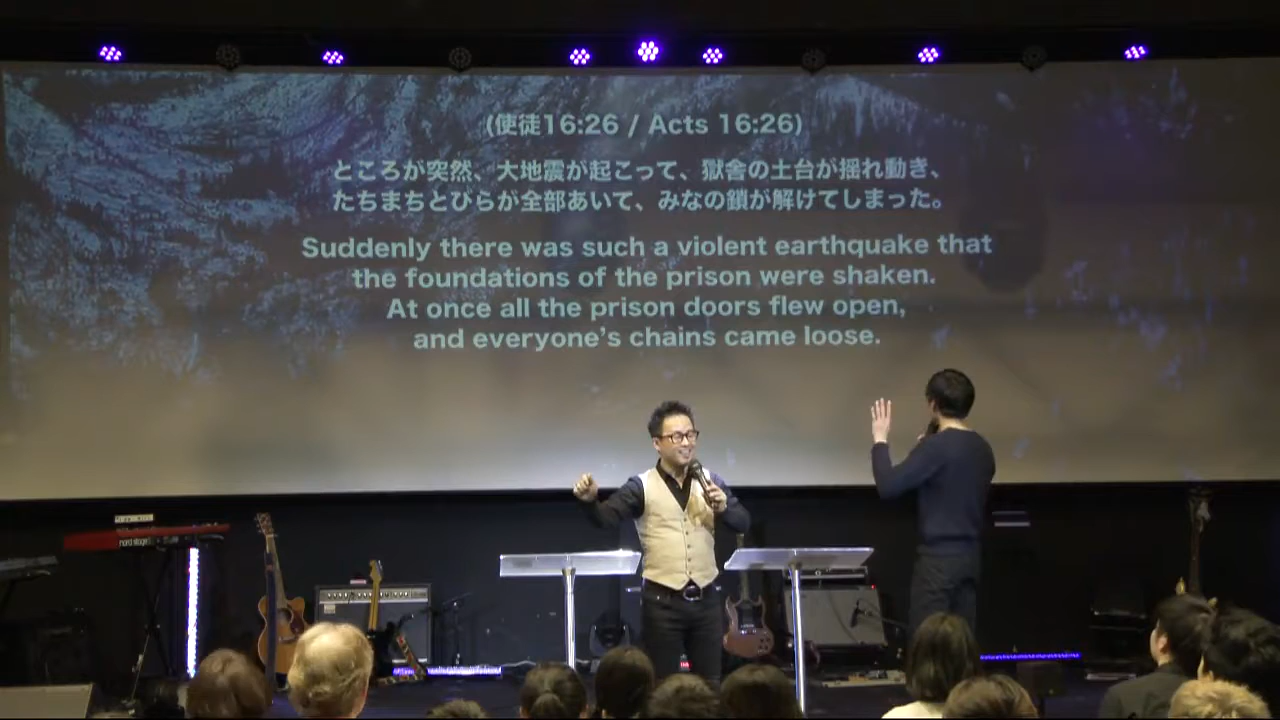 (使徒16:26 / Acts 16:26)
ところが突然、大地震が起こって、獄舎の土台が揺れ動き、
たちまちとびらが全部あいて、みなの鎖が解けてしまった。
Suddenly there was such a violent earthquake that
the foundations of the prison were shaken.
At once all the prison doors flew open,
and everyone's chains came loose.
nord stage